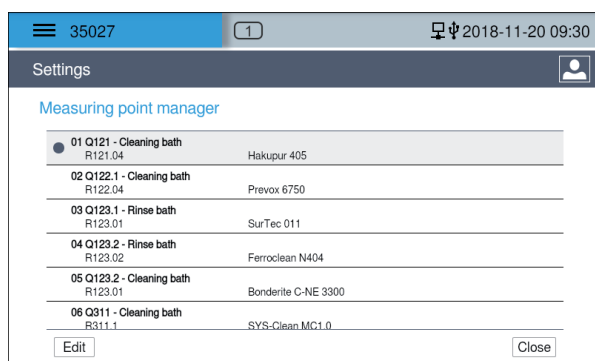 35027 1 2018-11-20 09:30
Settings
Measuring point manager
01 Q121 - Cleaning bath
R121.04 Hakupur 405
02 Q122.1 - Cleaning bath
R122.04 Prevox 6750
03 Q123.1 - Rinse bath
R123.01 SurTec 011
04 Q123.2 - Rinse bath
R123.02 Ferroclean N404
05 Q123.2 - Cleaning bath
R123.01 Bonderite C-NE 3300
06 Q311 - Cleaning bath
R311.1 SYS-Clean MC1.0
Edit Close